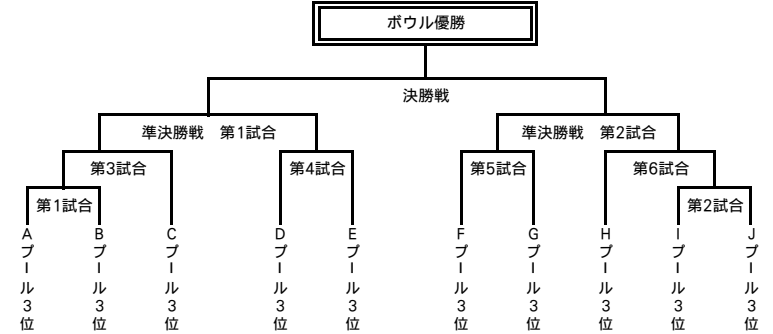 ボウル優勝
決勝戦
準決勝戦　第1試合
準決勝戦　第2試合
第3試合
第4試合
第5試合
第6試合
第1試合
第2試合
Aプール3位
Bプール3位
Cプール3位
Dプール3位
Eプール3位
Fプール3位
Gプール3位
Hプール3位
Iプール3位
Jプール3位